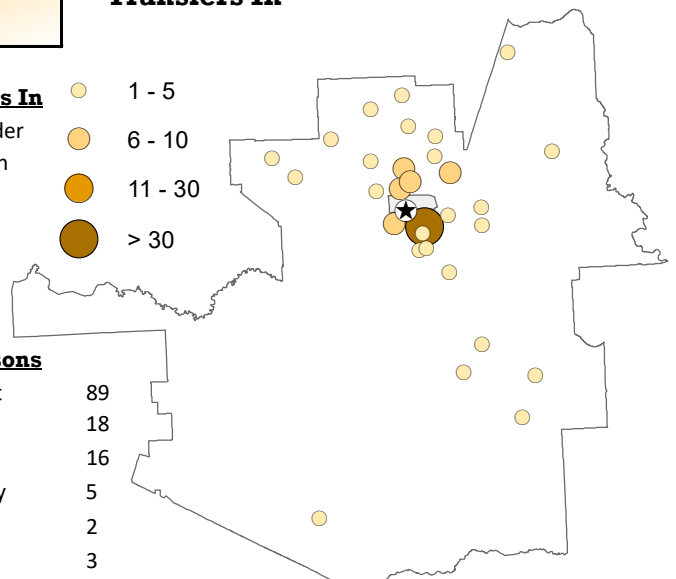 Transfers In
s In
1 - 5
der
6 - 10
n
11 - 30
> 30
sons
t 89
18
16
y 5
2
3